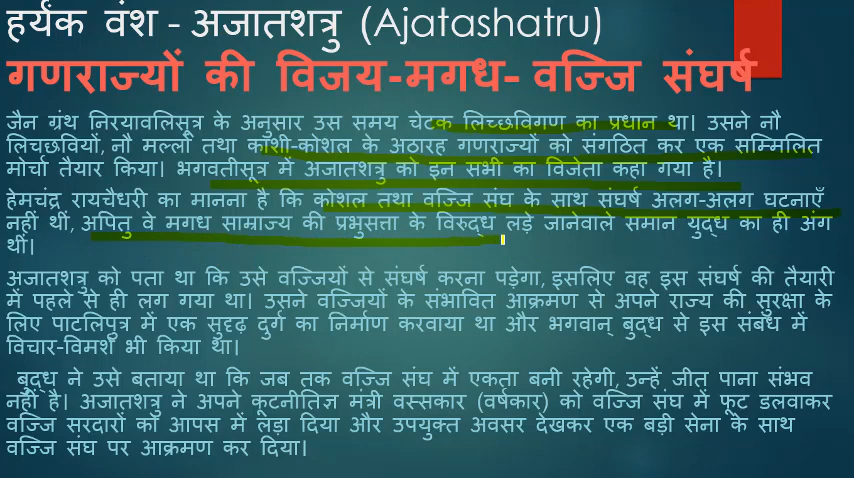 हर्यंक वंश - अजातशत्रु (Ajatashatru)
गणराज्यों की विजय-मगध- वज्जि संघर्ष
जैन ग्रंथ निरयावलिसूत्र के अनुसार उस समय चेटक लिच्छविगण का प्रधान था। उसने नौ
लिचछवियों, नौ मल्लों तथा काशी-कोशल के अठारह गणराज्यों को संगठित कर एक सम्मिलित
मोर्चा तैयार किया। भगवतीसूत्र में अजातशत्रु को इन सभी का विजेता कहा गया है।
हेमचंद्र रायचैधरी का मानना है कि कोशल तथा वज्जि संघ के साथ संघर्ष अलग-अलग घटनाएँ
नहीं थीं, अपितु वे मगध साम्राज्य की प्रभुसत्ता के विरुद्ध लड़े जानेवाले समान युद्ध का ही अंग
थीं।
अजातशत्रु को पता था कि उसे वज्जियों से संघर्ष करना पड़ेगा, इसलिए वह इस संघर्ष की तैयारी
में पहले से ही लग गया था। उसने वज्जियों के संभावित आक्रमण से अपने राज्य की सुरक्षा के
लिए पाटलिपुत्र में एक सुदृढ़ दुर्ग का निर्माण करवाया था और भगवान् बुद्ध से इस संबंध में
विचार-विमर्श भी किया था।
बुद्ध ने उसे बताया था कि जब तक वज्जि संघ में एकता बनी रहेगी, उन्हें जीत पाना संभव
नहीं है। अजातशत्रु ने अपने कूटनीतिज्ञ मंत्री वस्सकार (वर्षकार) को वज्जि संघ में फूट डलवाकर
वज्जि सरदारों को आपस में लड़ा दिया और उपयुक्त अवसर देखकर एक बड़ी सेना के साथ
वज्जि संघ पर आक्रमण कर दिया।